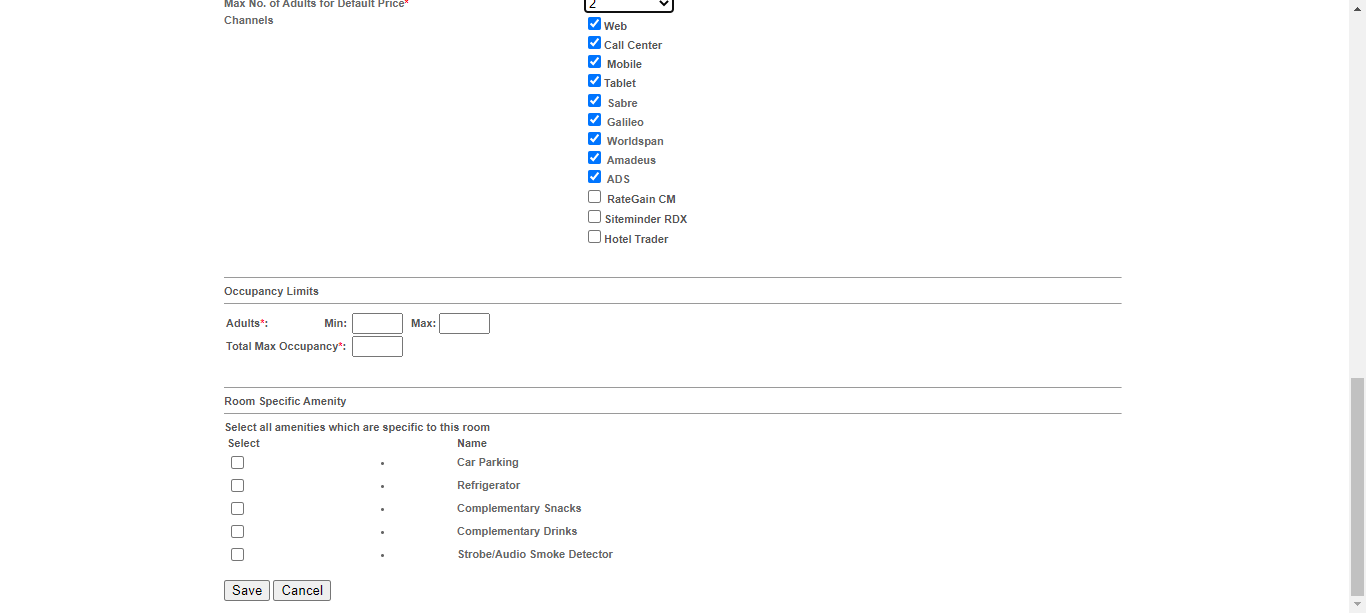 Max No. of Adults for Default Price*
2
Channels
Web
Call Center
Mobile
Tablet
Sabre
Galileo
Worldspan
Amadeus
ADS
RateGain CM
Siteminder RDX
Hotel Trader
Occupancy Limits
Adults*: Min: Max:
Total Max Occupancy*:
Room Specific Amenity
Select all amenities which are specific to this room
Select Name
• Car Parking
• Refrigerator
• Complementary Snacks
• Complementary Drinks
• Strobe/Audio Smoke Detector
Save Cancel